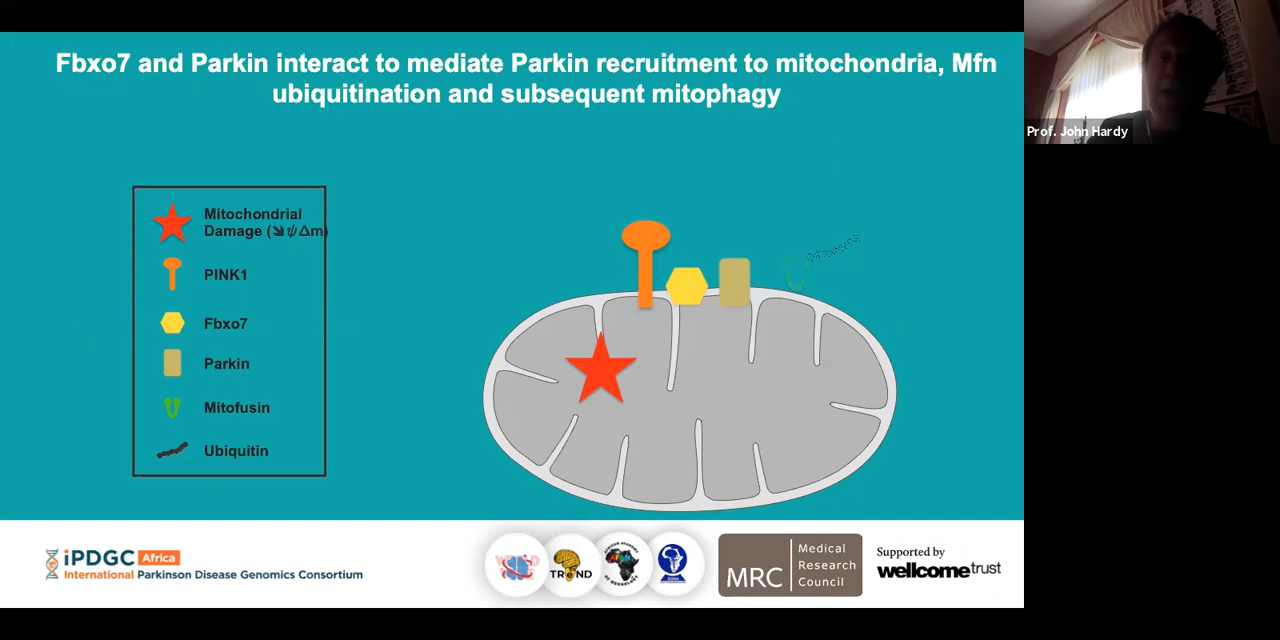 Fbxo7 and Parkin interact to mediate Parkin recruitment to mitochondria, Mfn
ubiquitination and subsequent mitophagy
Prof. John Hardy
Mitochondrial
Damage (↘ψΔm)
PINK1
Fbxo7
Parkin
Mitofusin
Ubiquitin
iPDGC Africa
International Parkinson Disease Genomics Consortium
TREND
MRC
Medical
Research
Council
Supported by
wellcometrust